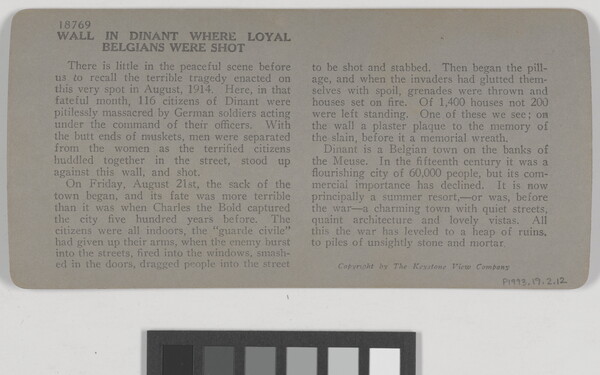 18769
WALL IN DINANT WHERE LOYAL
BELGIANS WERE SHOT
There is little in the peaceful scene before
us to recall the terrible tragedy enacted on
this very spot in August, 1914. Here, in that
fateful month, 116 citizens of Dinant were
pitilessly massacred by German soldiers acting
under the command of their officers. With
the butt ends of muskets, men were separated
from the women as the terrified citizens
huddled together in the street, stood up
against this wall, and shot.
On Friday, August 21st, the sack of the
town began, and its fate was more terrible
than it was when Charles the Bold captured
the city five hundred years before. The
citizens were all indoors, the "guarde civile"
had given up their arms, when the enemy burst
into the streets, fired into the windows, smash-
ed in the doors, dragged people into the street
to be shot and stabbed. Then began the pill-
age, and when the invaders had glutted them-
selves with spoil, grenades were thrown and
houses set on fire. Of 1,400 houses not 200
were left standing. One of these we see; on
the wall a plaster plaque to the memory of
the slain, before it a memorial wreath.
Dinant is a Belgian town on the banks of
the Meuse. In the fifteenth century it was a
flourishing city of 60,000 people, but its com-
mercial importance has declined. It is now
principally a summer resort,—or was, before
the war—a charming town with quiet streets,
quaint architecture and lovely vistas. All
this the war has leveled to a heap of ruins,
to piles of unsightly stone and mortar.
Copyright by The Keystone View Company
P1998.19.2.12